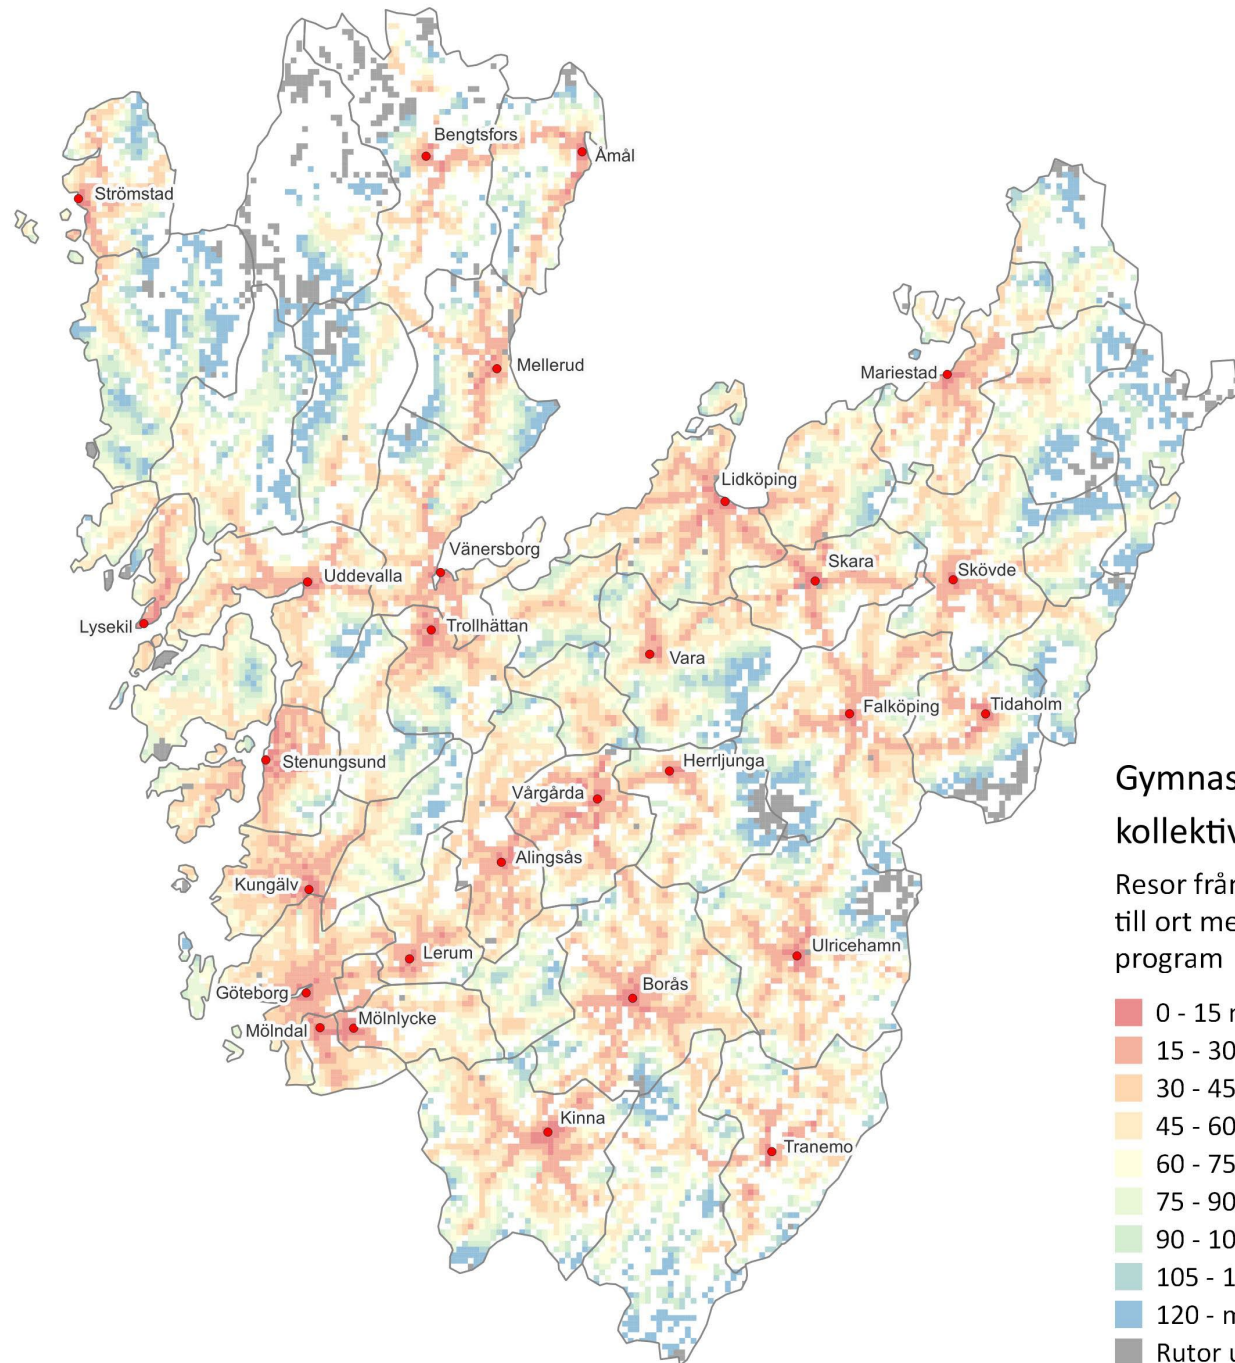 Bengtsfors
Åmål
Strömstad
Mellerud
Mariestad
Lidköping
Vänersborg
Skara
Skövde
Uddevalla
Lysekil
Trollhättan
Vara
Falköping
Tidaholm
Stenungsund
Herrljunga
Vårgårda
Alingsås
Kungälv
Ulricehamn
Lerum
Borås
Göteborg
Mölndal
Mölnlycke
Kinna
Tranemo
Gymnas
kollektiv
Resor från
till ort me
program
0 - 15 r
15 - 30
30 - 45
45 - 60
60 - 75
75 - 90
90 - 10
105 - 1
120 - m
Rutor u